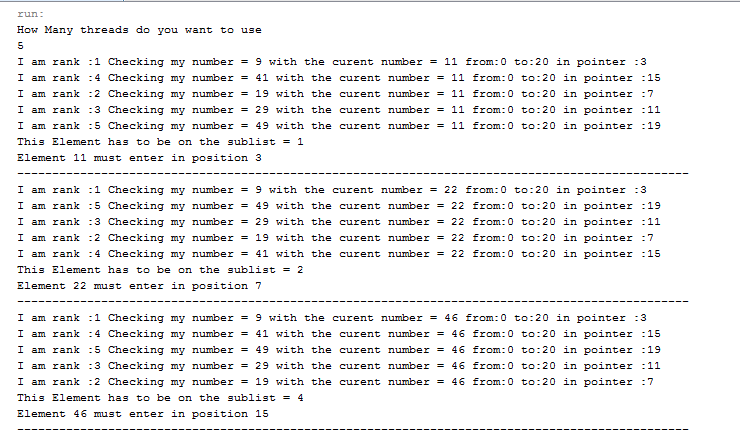 run:
How Many threads do you want to use
5
I am rank :1 Checking my number = 9 with the curent number = 11 from:0 to:20 in pointer :3
I am rank :4 Checking my number = 41 with the curent number = 11 from:0 to:20 in pointer :15
I am rank :2 Checking my number = 19 with the curent number = 11 from:0 to:20 in pointer :7
I am rank :3 Checking my number = 29 with the curent number = 11 from:0 to:20 in pointer :11
I am rank :5 Checking my number = 49 with the curent number = 11 from:0 to:20 in pointer :19
This Element has to be on the sublist = 1
Element 11 must enter in position 3
--------------------------------------------------------------------------------
I am rank :1 Checking my number = 9 with the curent number = 22 from:0 to:20 in pointer :3
I am rank :5 Checking my number = 49 with the curent number = 22 from:0 to:20 in pointer :19
I am rank :3 Checking my number = 29 with the curent number = 22 from:0 to:20 in pointer :11
I am rank :2 Checking my number = 19 with the curent number = 22 from:0 to:20 in pointer :7
I am rank :4 Checking my number = 41 with the curent number = 22 from:0 to:20 in pointer :15
This Element has to be on the sublist = 2
Element 22 must enter in position 7
--------------------------------------------------------------------------------
I am rank :1 Checking my number = 9 with the curent number = 46 from:0 to:20 in pointer :3
I am rank :4 Checking my number = 41 with the curent number = 46 from:0 to:20 in pointer :15
I am rank :5 Checking my number = 49 with the curent number = 46 from:0 to:20 in pointer :19
I am rank :3 Checking my number = 29 with the curent number = 46 from:0 to:20 in pointer :11
I am rank :2 Checking my number = 19 with the curent number = 46 from:0 to:20 in pointer :7
This Element has to be on the sublist = 4
Element 46 must enter in position 15
--------------------------------------------------------------------------------